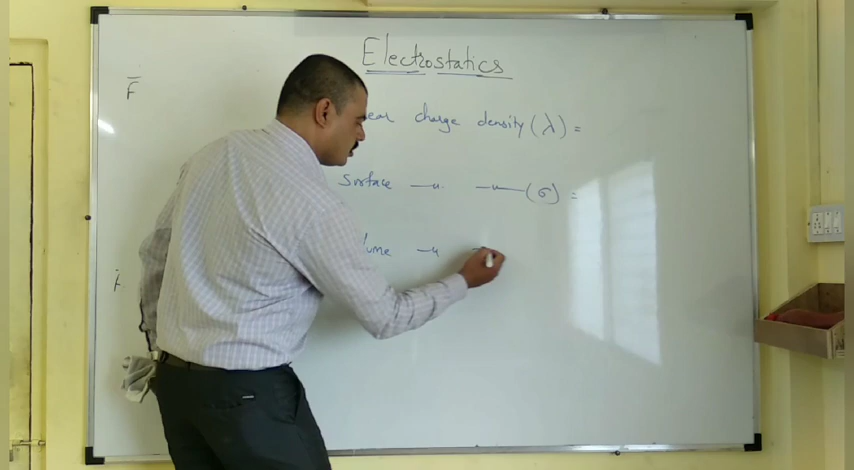 Electrostatics
F
ear charge density (λ) =
Surface —〃— —〃— (σ) =
lume —〃